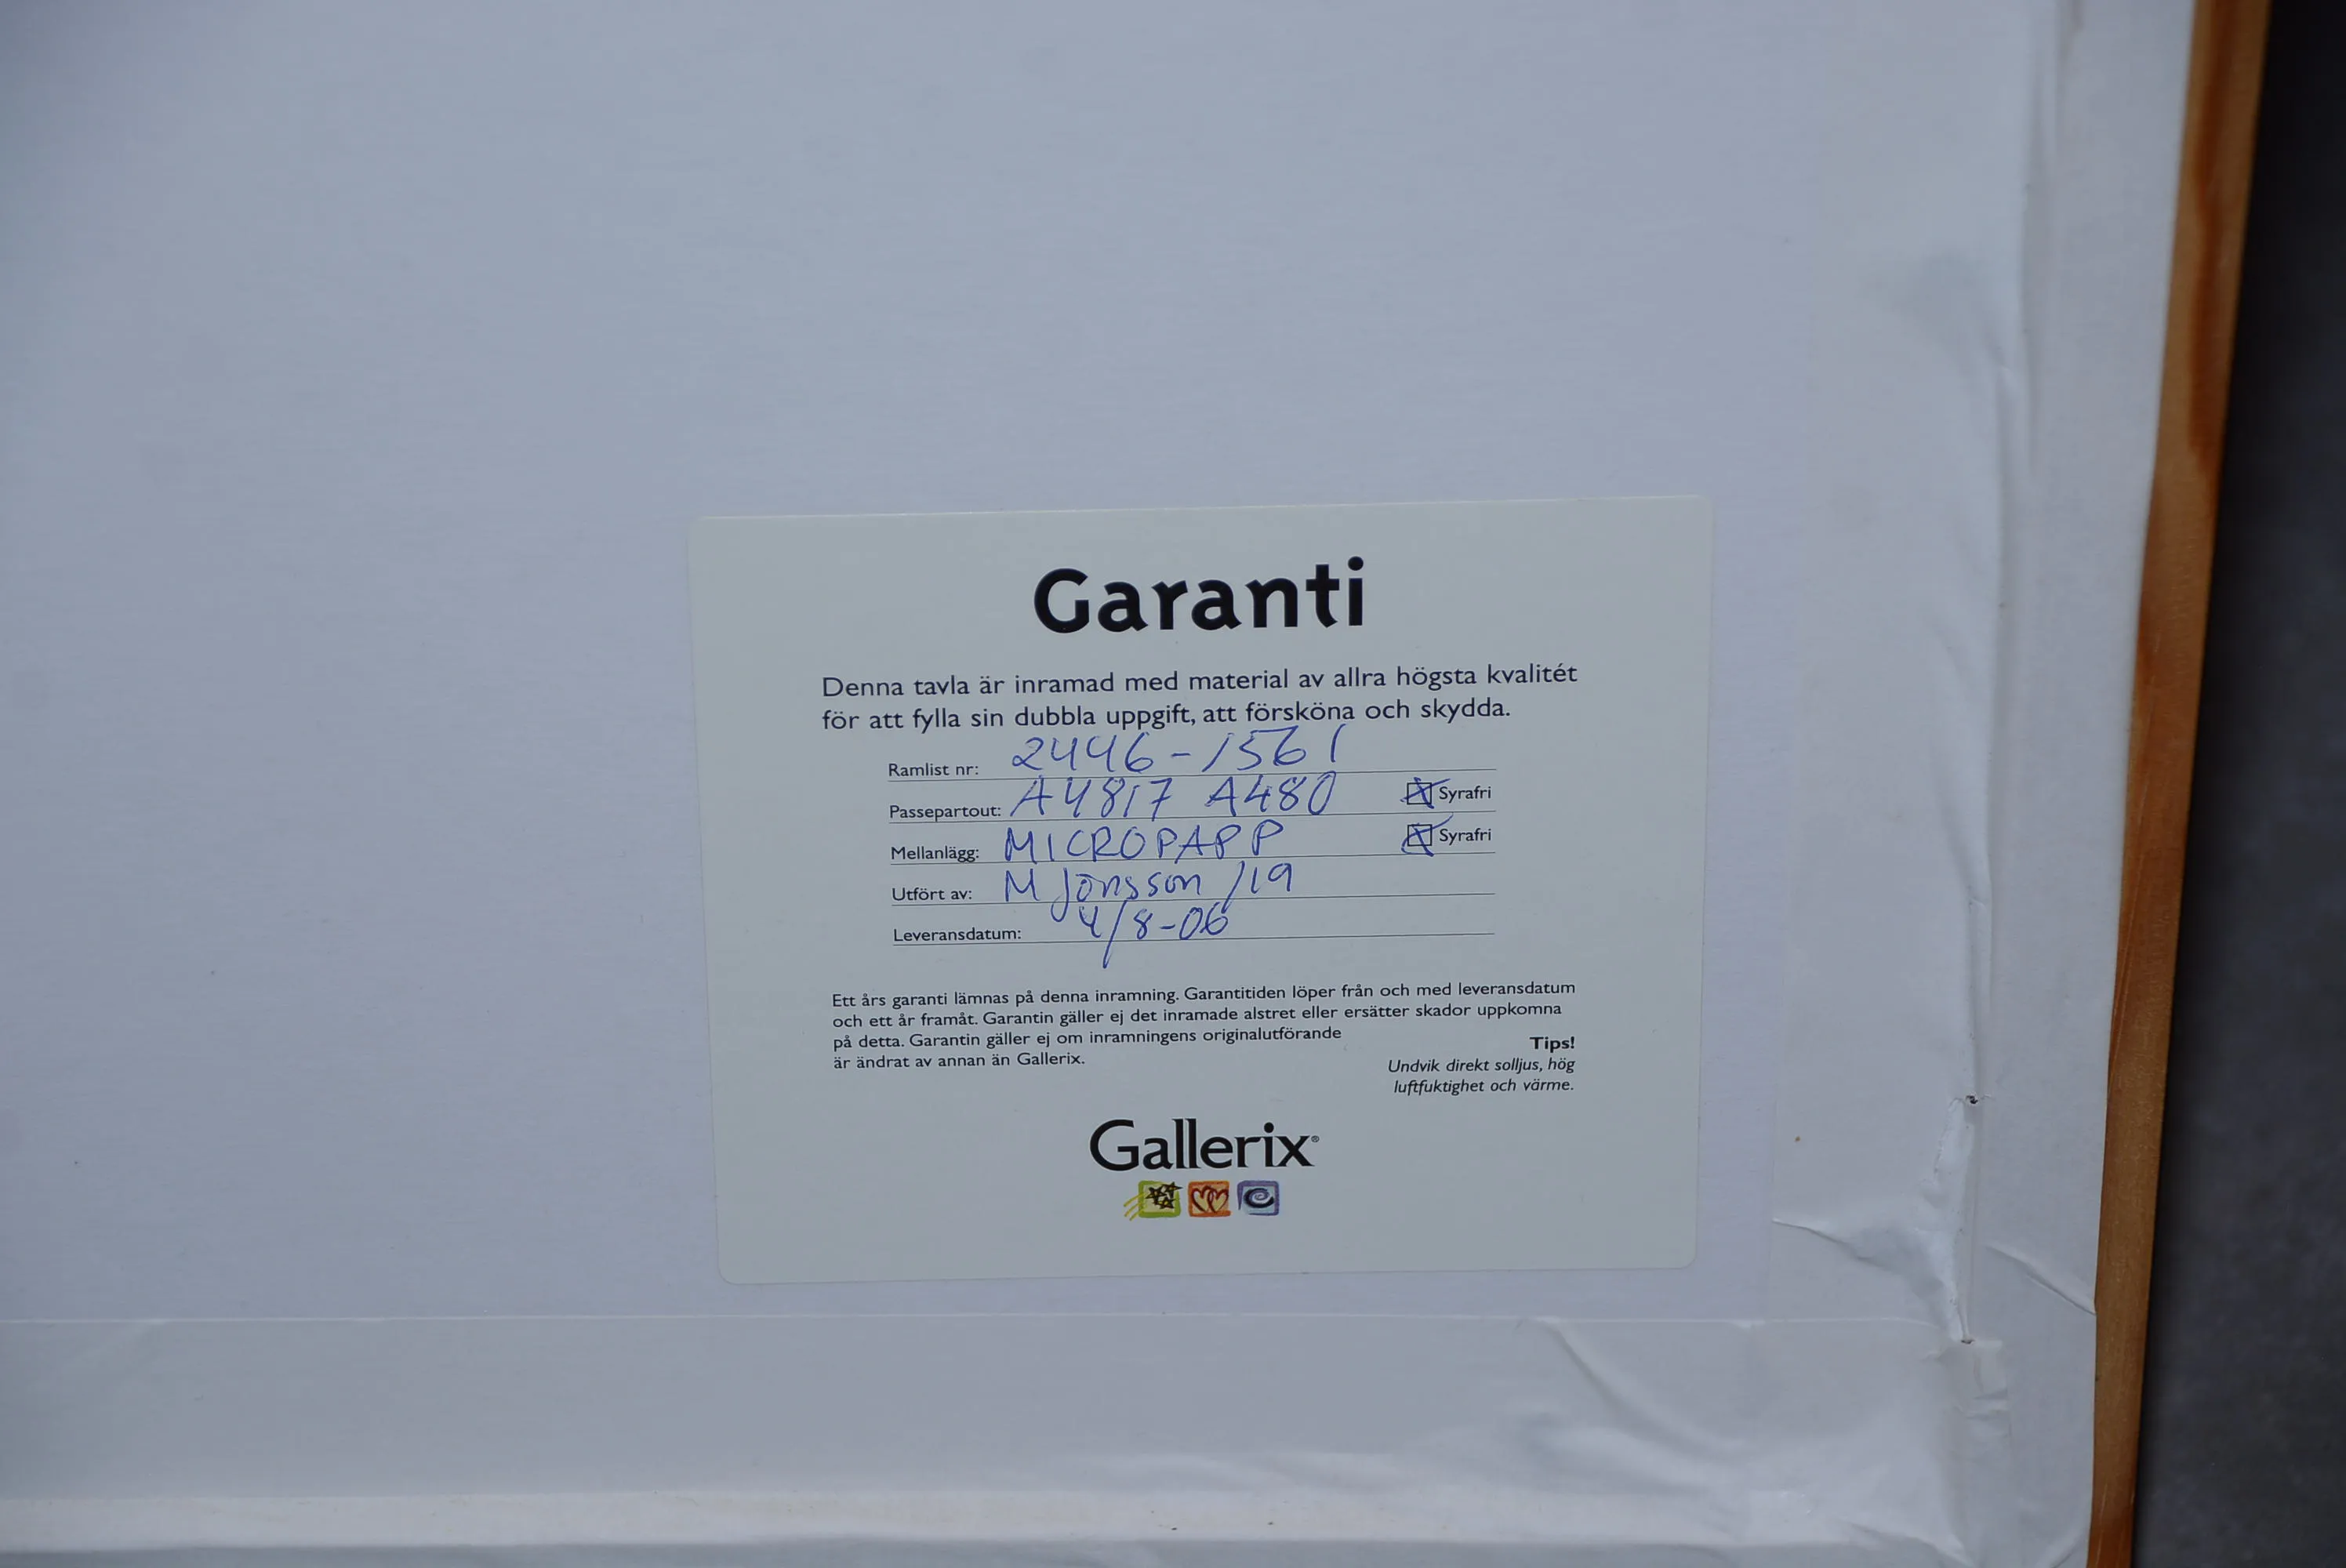 Garanti
Denna tavla är inramad med material av allra högsta kvalitét
för att fylla sin dubbla uppgift, att försköna och skydda.
Ramlist nr: 2446-1561
Passepartout: A4817 A480 Syrafri
Mellanlägg: MICROPAPP Syrafri
Utfört av: M Jonsson /19
Leveransdatum: 4/8-06
Ett års garanti lämnas på denna inramning. Garantitiden löper från och med leveransdatum
och ett år framåt. Garantin gäller ej det inramade alstret eller ersätter skador uppkomna
på detta. Garantin gäller ej om inramningens originalutförande
är ändrat av annan än Gallerix.
Tips!
Undvik direkt solljus, hög
luftfuktighet och värme.
Gallerix®